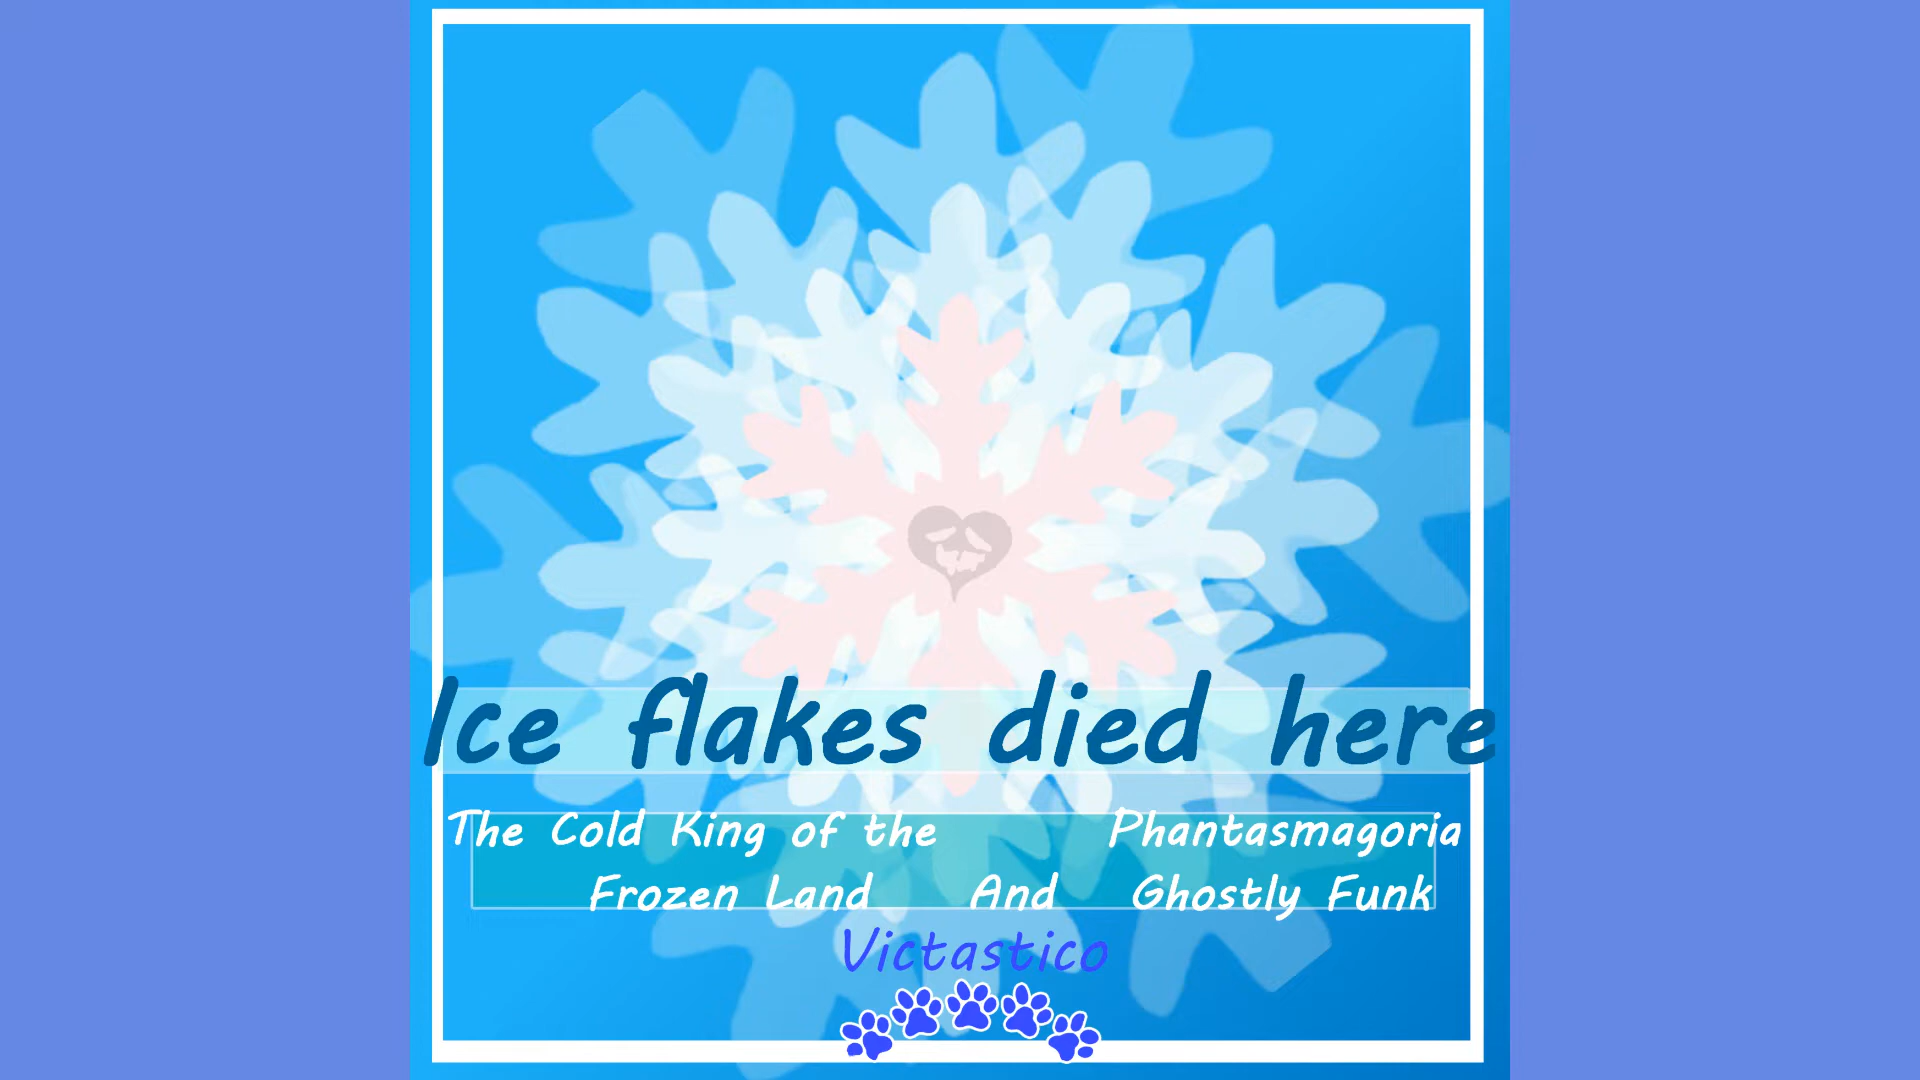 Ice flakes died here
The Cold King of the Phantasmagoria
Frozen Land And Ghostly Funk
Victastico